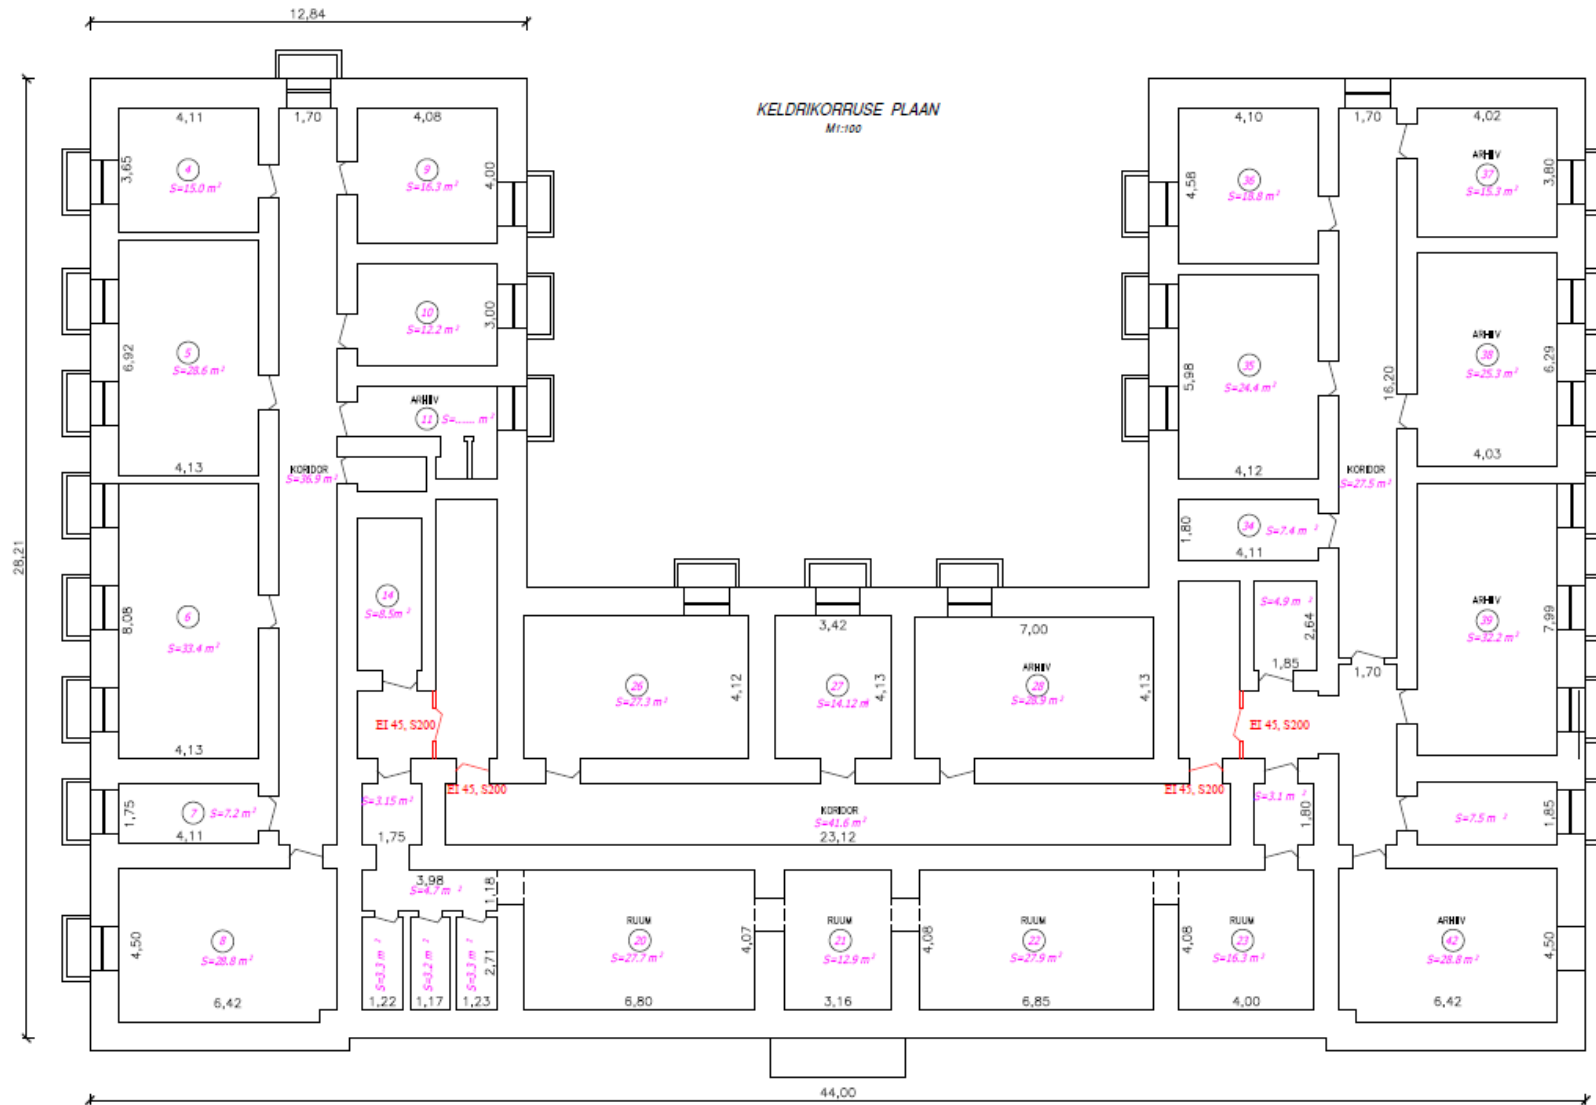 12,84
KELDRIKORRUSE PLAAN
M1:100
28,21
4,11
1,70
4,08
3,65
4
S=15.0 m²
9
S=16.3 m²
4,00
10
S=12.2 m²
3,00
5
S=28.6 m²
6,92
4,13
ARHIIV
11 S=...... m²
KORIDOR
S=36.9 m²
6
S=33.4 m²
8,08
4,13
14
S=8.5m²
EI 45, S200
EI 45, S200
7 S=7.2 m²
1,75
4,11
S=3.15 m²
1,75
3,98
S=4.7 m²
1,18
8
S=28.8 m²
4,50
6,42
S=3.3 m²
S=3.2 m²
S=3.3 m²
2,71
1,22
1,17
1,23
26
S=27.3 m²
4,12
3,42
27
S=14.12 m
4,13
7,00
ARHIIV
28
S=28.9 m²
4,13
KORIDOR
S=41.6 m²
23,12
RUUM
20
S=27.7 m²
4,07
6,80
RUUM
21
S=12.9 m²
4,08
3,16
RUUM
22
S=27.9 m²
4,08
6,85
RUUM
23
S=16.3 m²
4,00
4,10
1,70
4,02
36
S=18.8 m²
4,58
ARHIIV
37
S=15.3 m²
3,80
35
S=24.4 m²
5,98
4,12
16,20
ARHIIV
38
S=25.3 m²
6,29
4,03
KORIDOR
S=27.5 m²
34 S=7.4 m²
1,80
4,11
S=4.9 m²
2,64
1,85
1,70
ARHIIV
39
S=32.2 m²
7,99
EI 45, S200
EI 45, S200
S=3.1 m²
1,80
S=7.5 m²
1,85
ARHIIV
42
S=28.8 m²
4,50
6,42
44,00